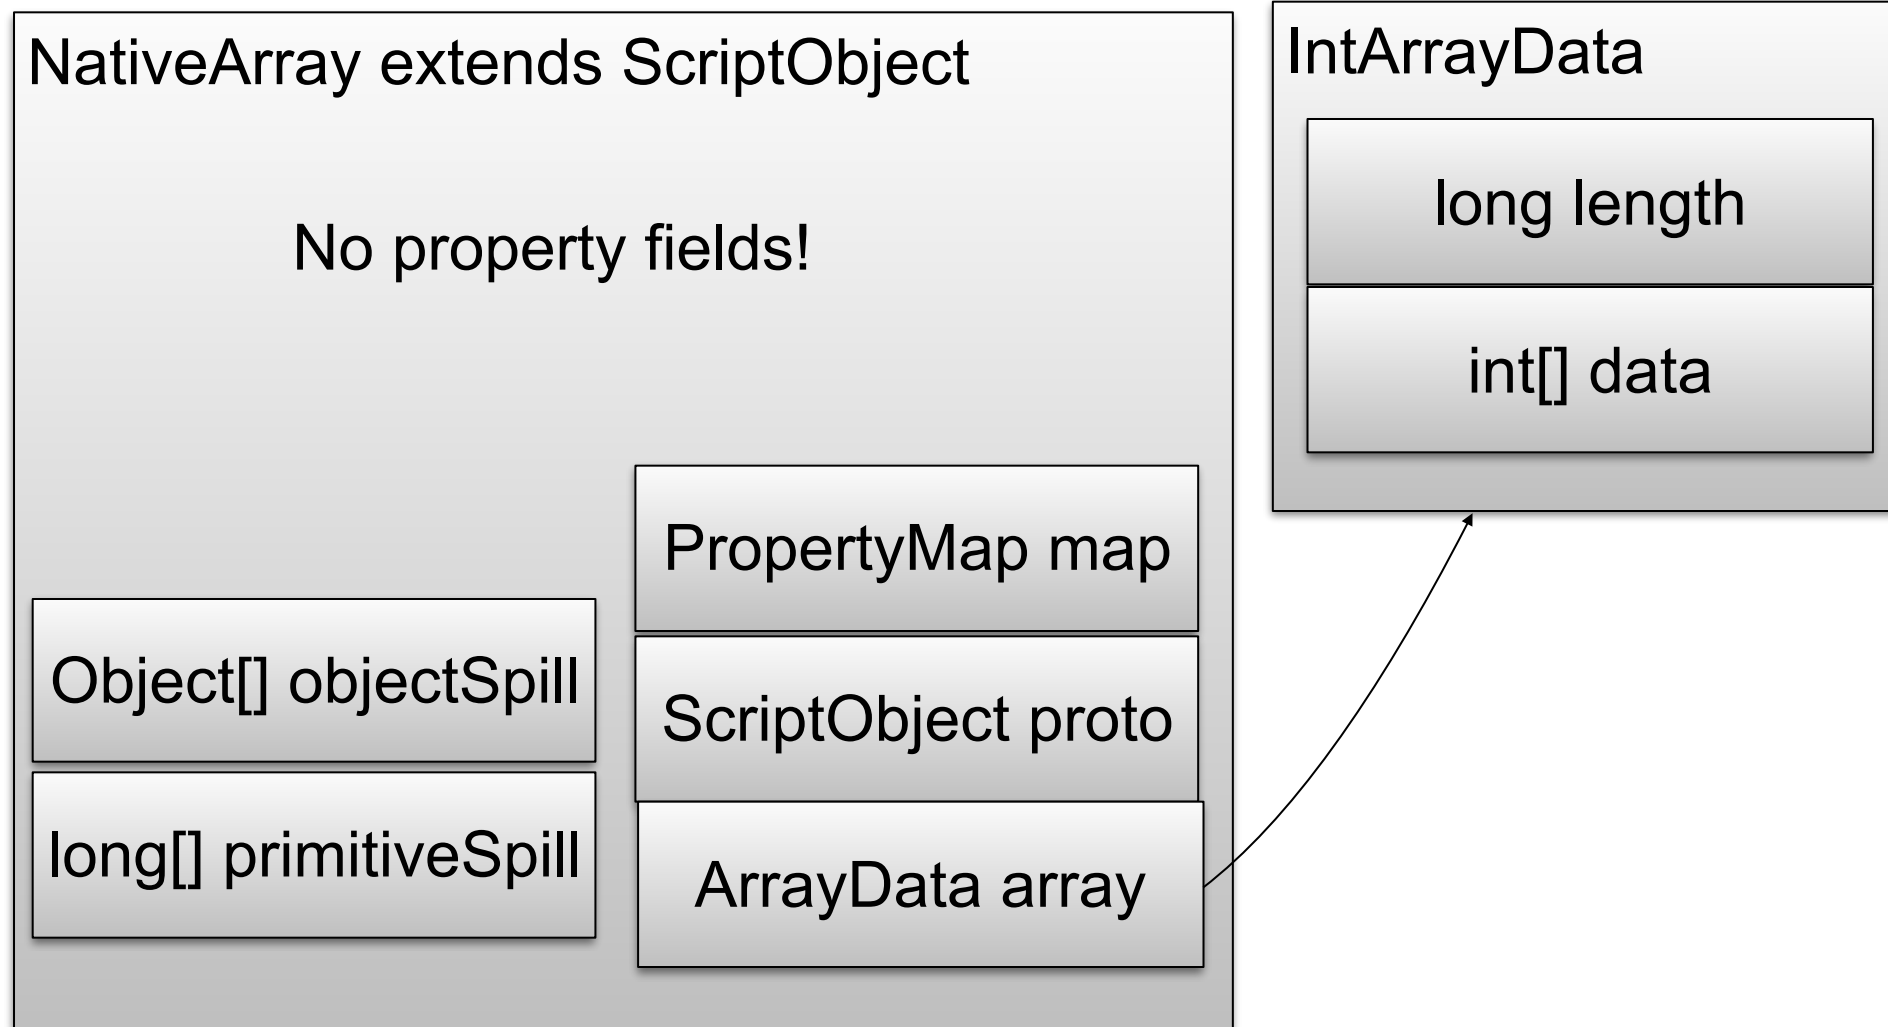 NativeArray extends ScriptObject
No property fields!
PropertyMap map
Object[] objectSpill
ScriptObject proto
long[] primitiveSpill
ArrayData array
IntArrayData
long length
int[] data